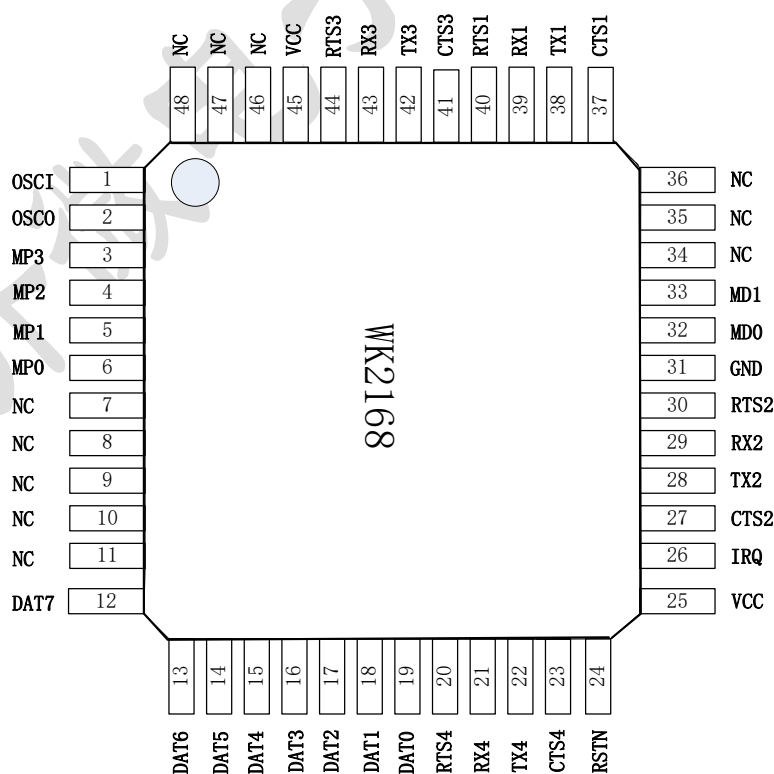 NC NC NC VCC RTS3 RX3 TX3 CTS3 RTS1 RX1 TX1 CTS1
48 47 46 45 44 43 42 41 40 39 38 37
OSCI 1 36 NC
OSCO 2 35 NC
MP3 3 34 NC
MP2 4 33 MD1
MP1 5 32 MD0
MP0 6 31 GND
NC 7 30 RTS2
NC 8 29 RX2
NC 9 28 TX2
NC 10 27 CTS2
NC 11 26 IRQ
DAT7 12 25 VCC
WK2168
13 14 15 16 17 18 19 20 21 22 23 24
DAT6 DAT5 DAT4 DAT3 DAT2 DAT1 DAT0 RTS4 RX4 TX4 CTS4 RSTN
微电